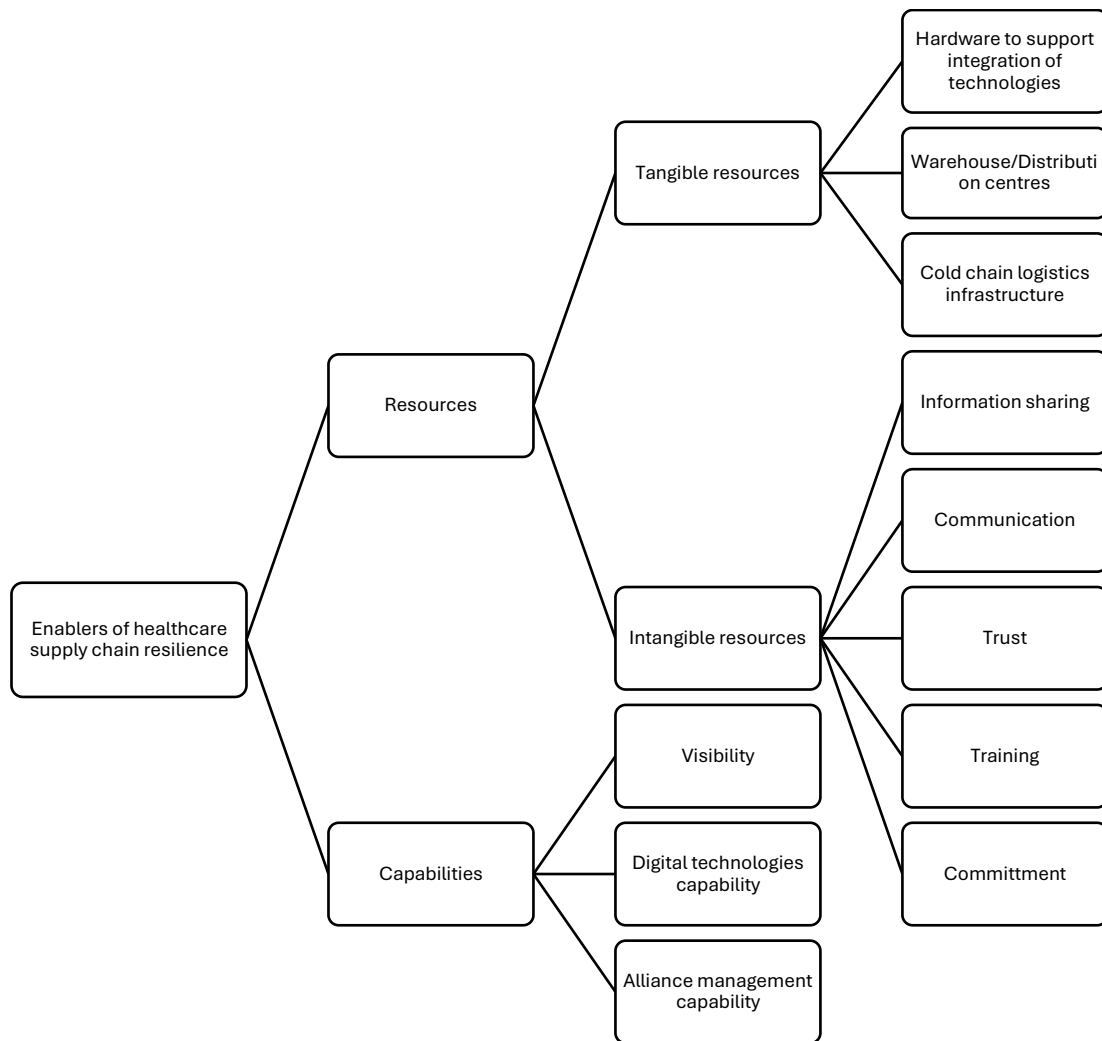 Enablers of healthcare
supply chain resilience
Resources
Capabilities
Tangible resources
Intangible resources
Visibility
Digital technologies
capability
Alliance management
capability
Hardware to support
integration of
technologies
Warehouse/Distributi
on centres
Cold chain logistics
infrastructure
Information sharing
Communication
Trust
Training
Committment